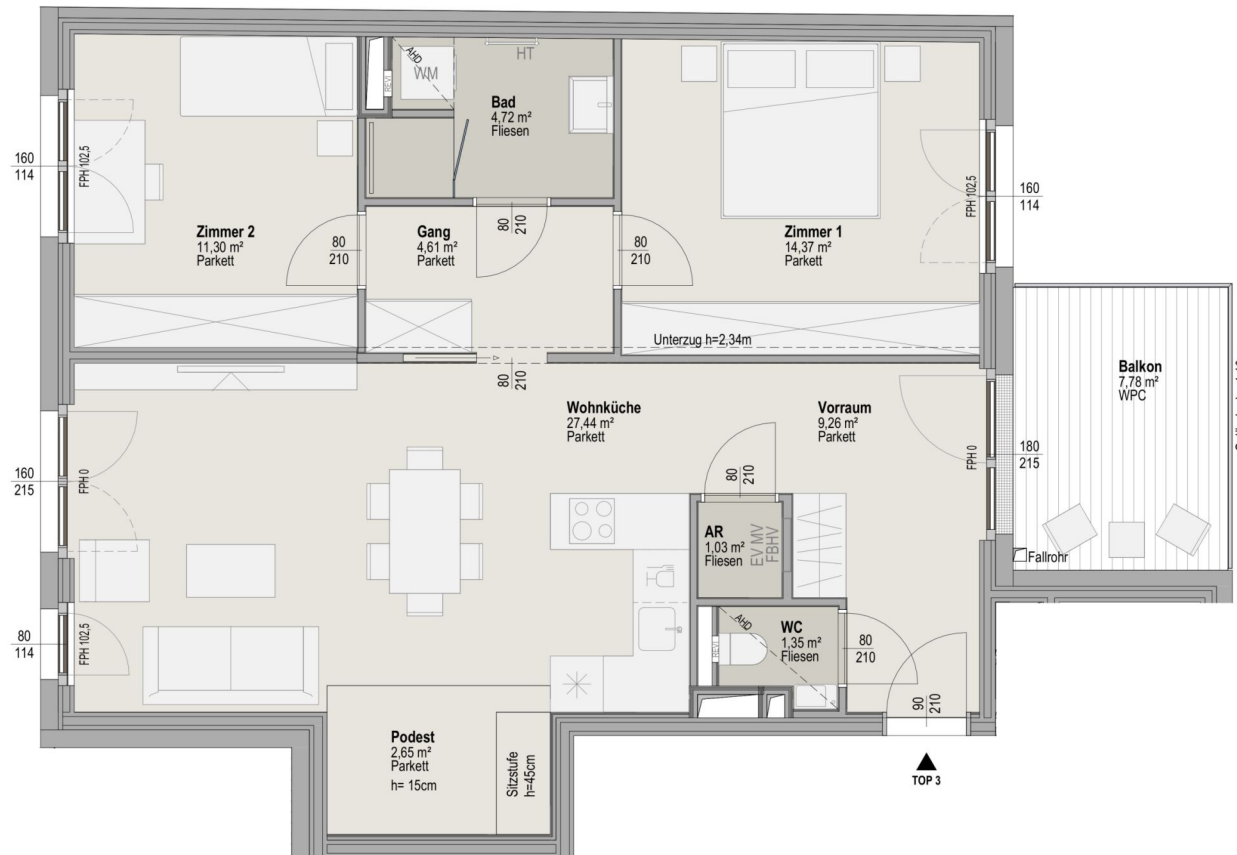 AHD
WM
REVI
HT
Bad
4,72 m²
Fliesen
160
114
FPH 102,5
Zimmer 2
11,30 m²
Parkett
80
210
Gang
4,61 m²
Parkett
80
210
80
210
Zimmer 1
14,37 m²
Parkett
FPH 102,5
160
114
Unterzug h=2,34m
80
210
Wohnküche
27,44 m²
Parkett
Vorraum
9,26 m²
Parkett
Balkon
7,78 m²
WPC
160
215
FPH 0
80
210
FPH 0
180
215
AR
1,03 m²
Fliesen
EV MV
FBHV
Fallrohr
80
114
FPH 102,5
AHD
REVI
WC
1,35 m²
Fliesen
80
210
90
210
Podest
2,65 m²
Parkett
h= 15cm
Sitzstufe
h=45cm
TOP 3